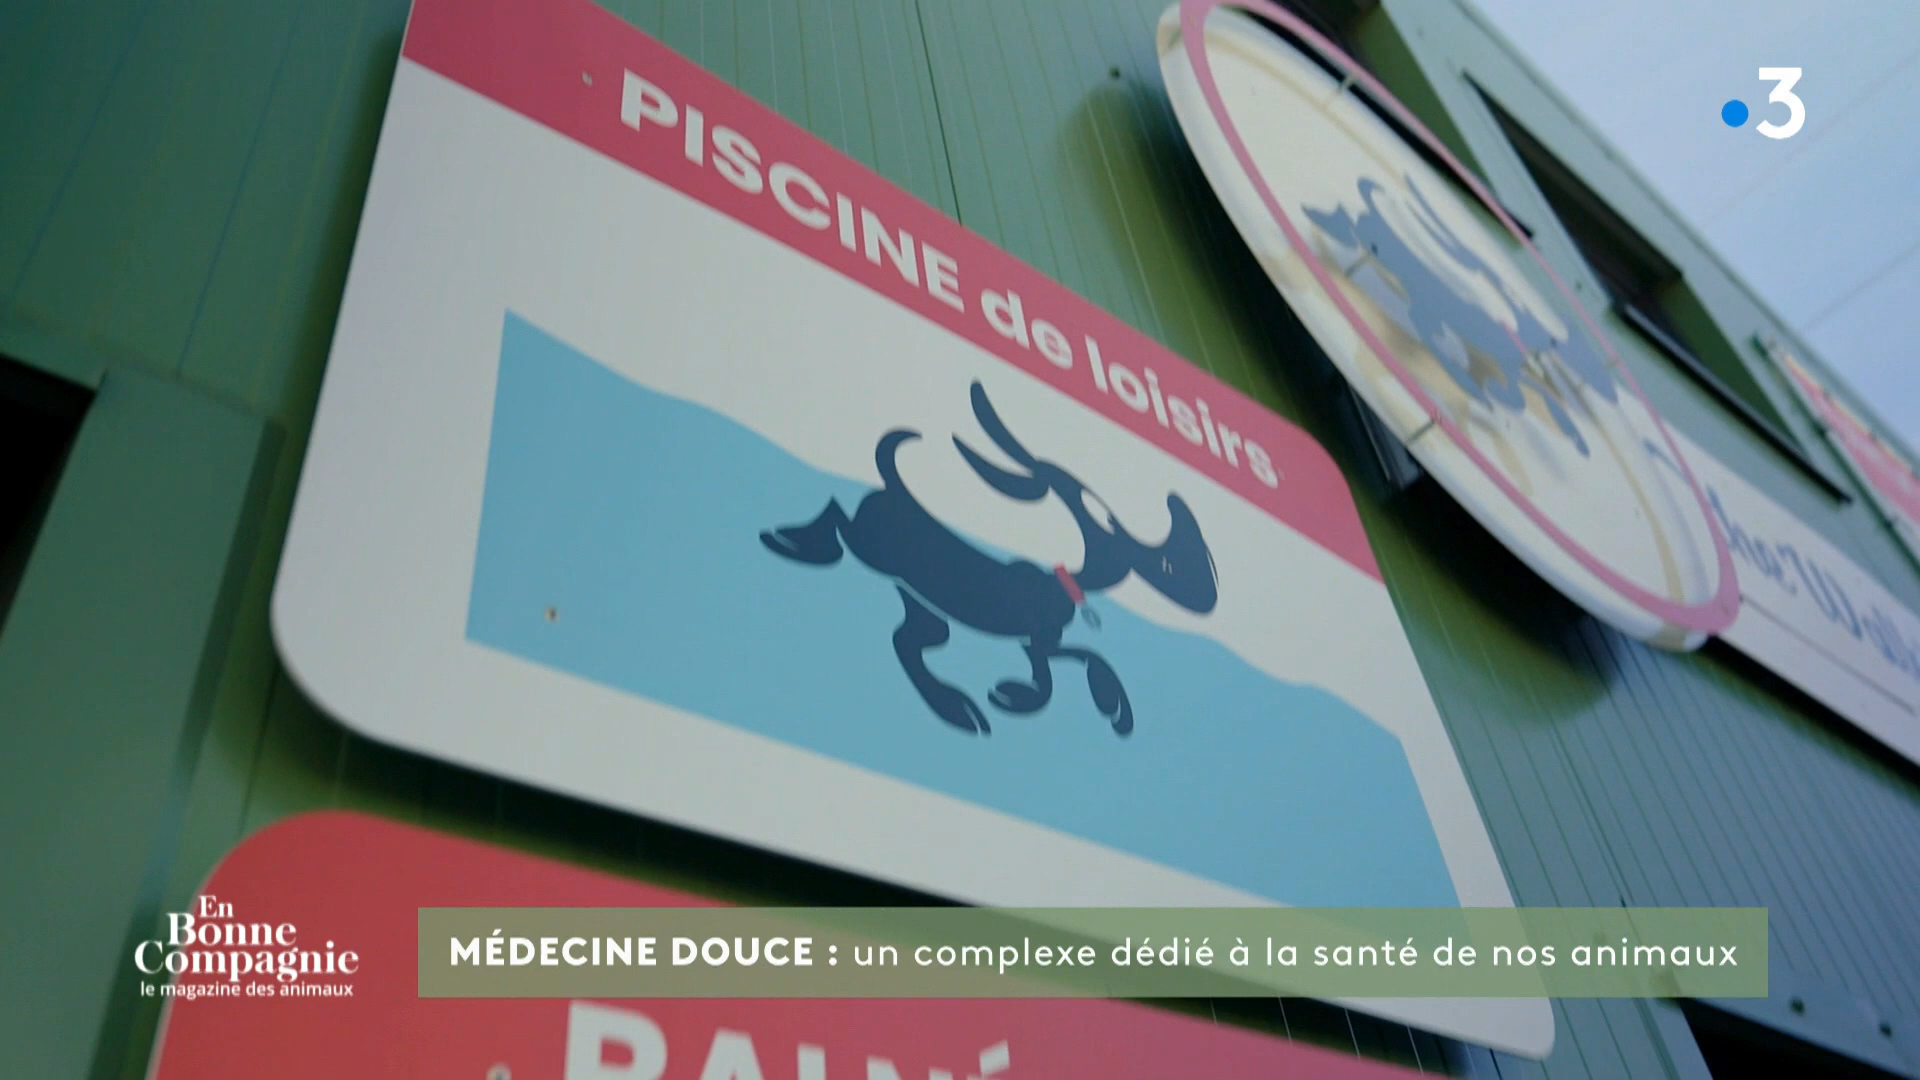 3
PISCINE de loisirs
En
Bonne
Compagnie
le magazine des animaux
MÉDECINE DOUCE : un complexe dédié à la santé de nos animaux